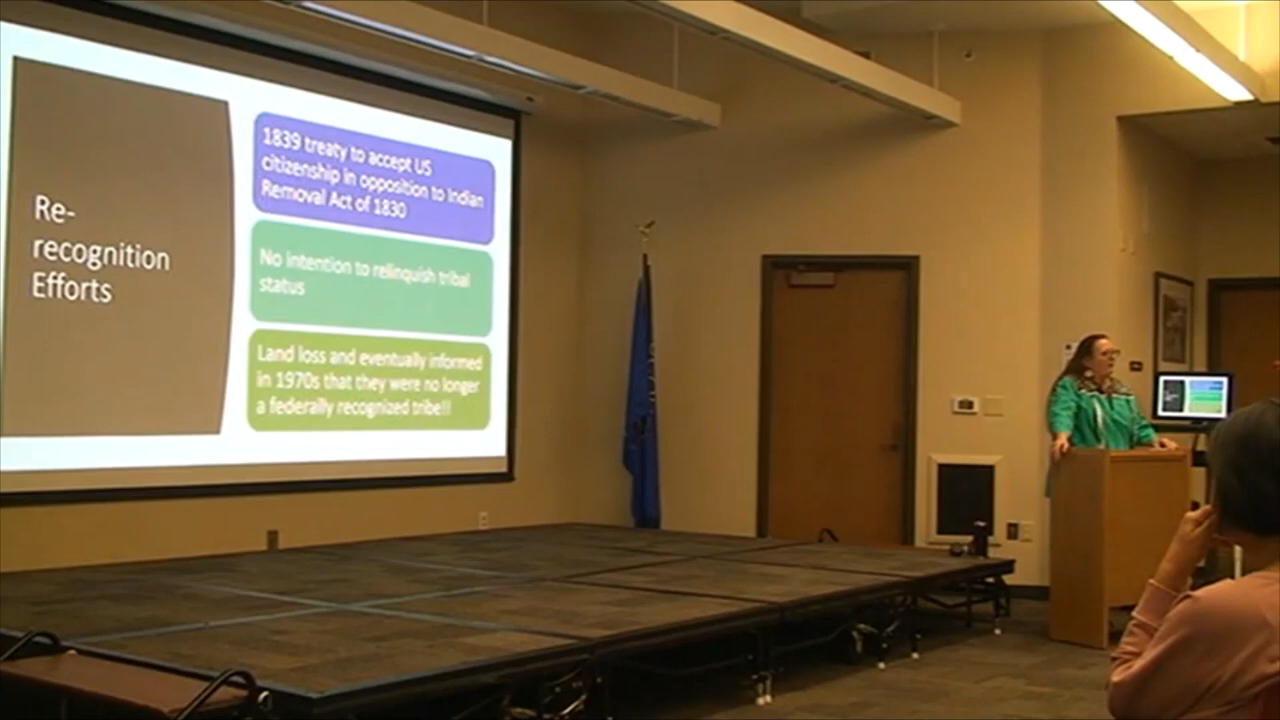 Re-
recognition
Efforts
1839 treaty to accept US
citizenship in opposition to Indian
Removal Act of 1830
No intention to relinquish tribal
status
Land loss and eventually informed
in 1970s that they were no longer
a federally recognized tribe!!